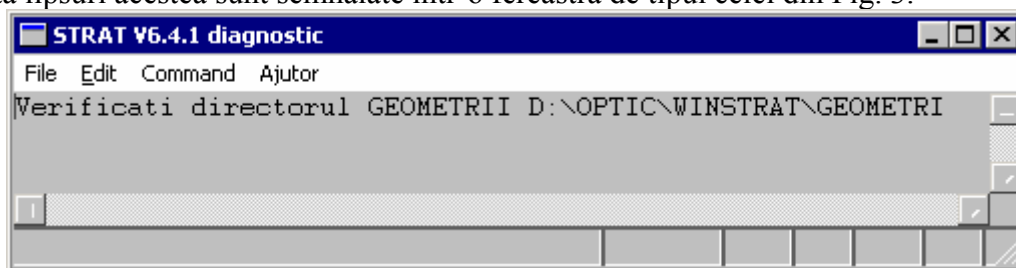 lipsuri acestea sunt semnalate într-o fereastră de tipul celei din Fig. 3.
STRAT V6.4.1 diagnostic
File Edit Command Ajutor
Verificati directorul GEOMETRII D:\OPTIC\WINSTRAT\GEOMETRI